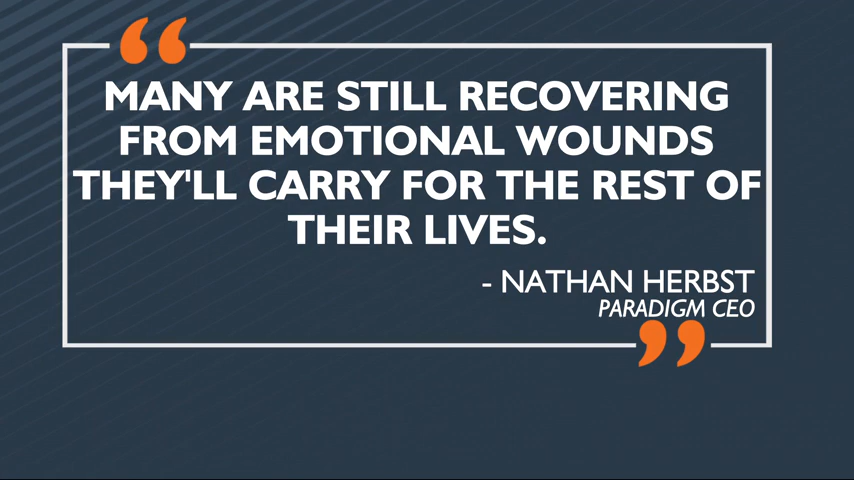 MANY ARE STILL RECOVERING
FROM EMOTIONAL WOUNDS
THEY'LL CARRY FOR THE REST OF
THEIR LIVES.
- NATHAN HERBST
PARADIGM CEO